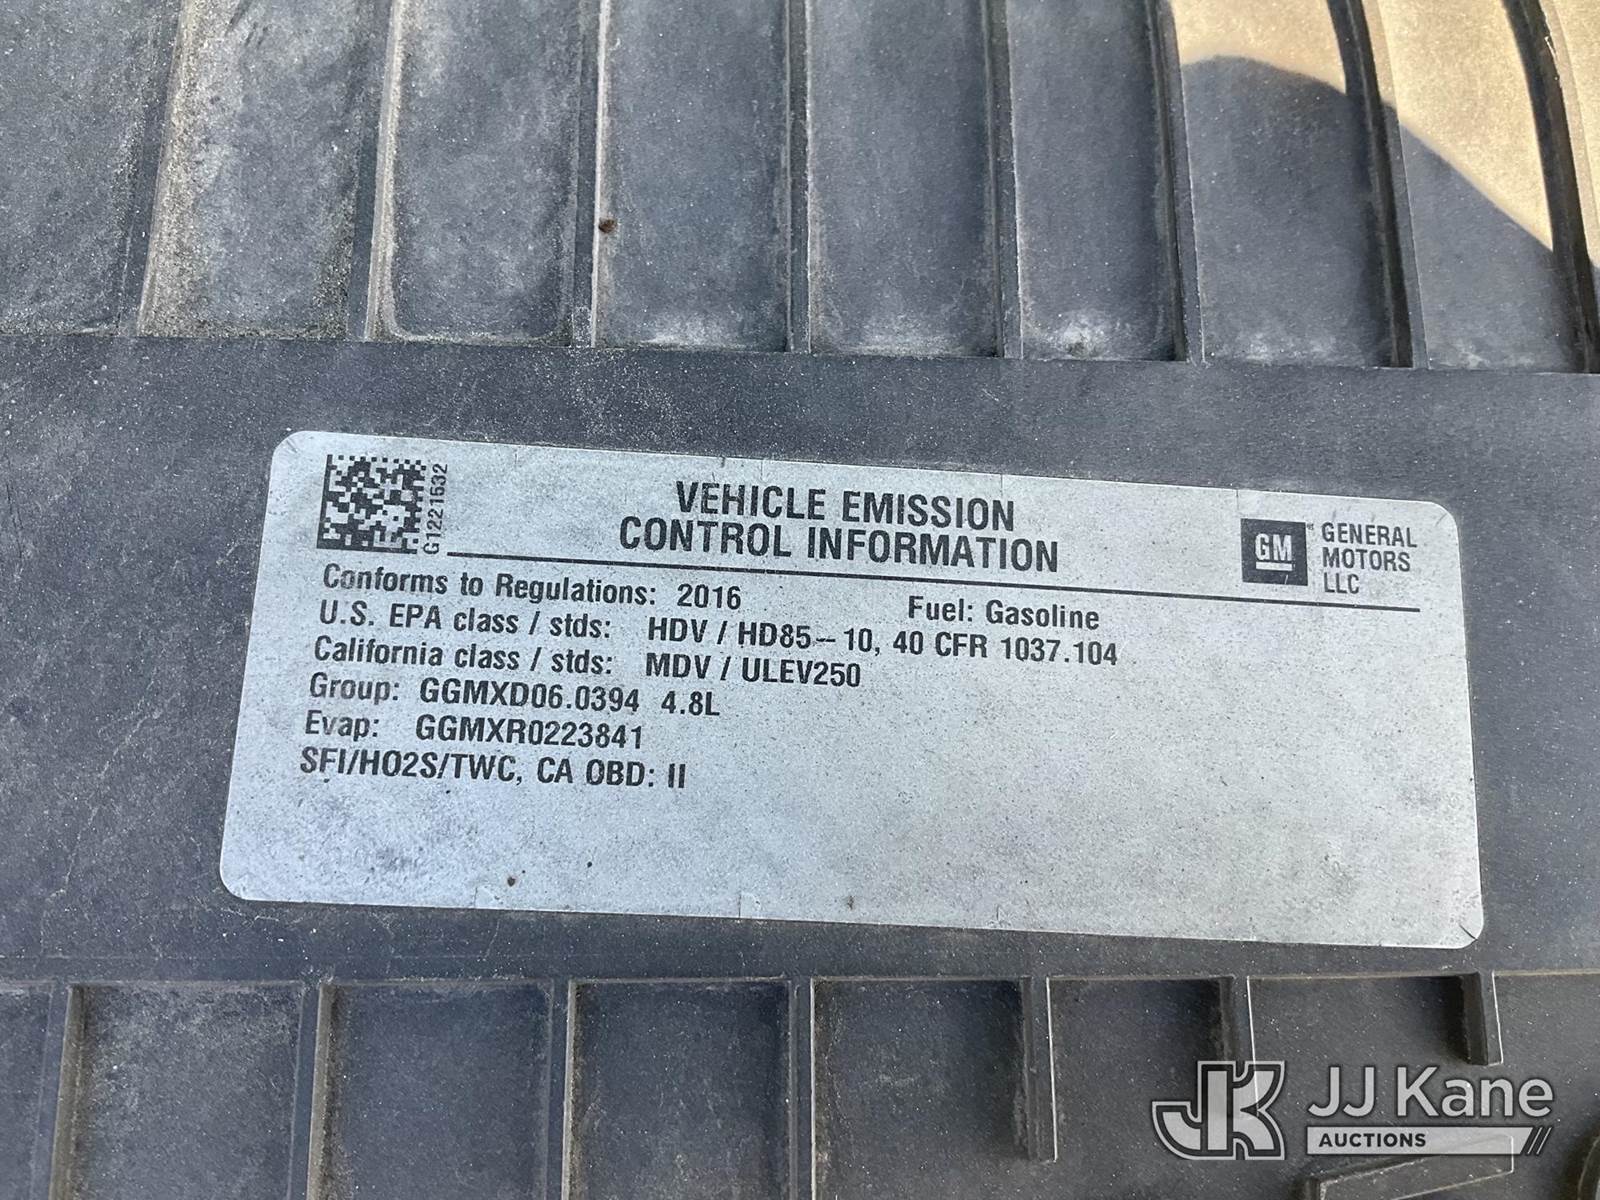 G1221532
VEHICLE EMISSION
CONTROL INFORMATION
GM
GENERAL
MOTORS
LLC
Conforms to Regulations: 2016 Fuel: Gasoline
U.S. EPA class / stds: HDV / HD85–10, 40 CFR 1037.104
California class / stds: MDV / ULEV250
Group: GGMXD06.0394 4.8L
Evap: GGMXR0223841
SFI/HO2S/TWC, CA OBD: II
JK JJ Kane
AUCTIONS